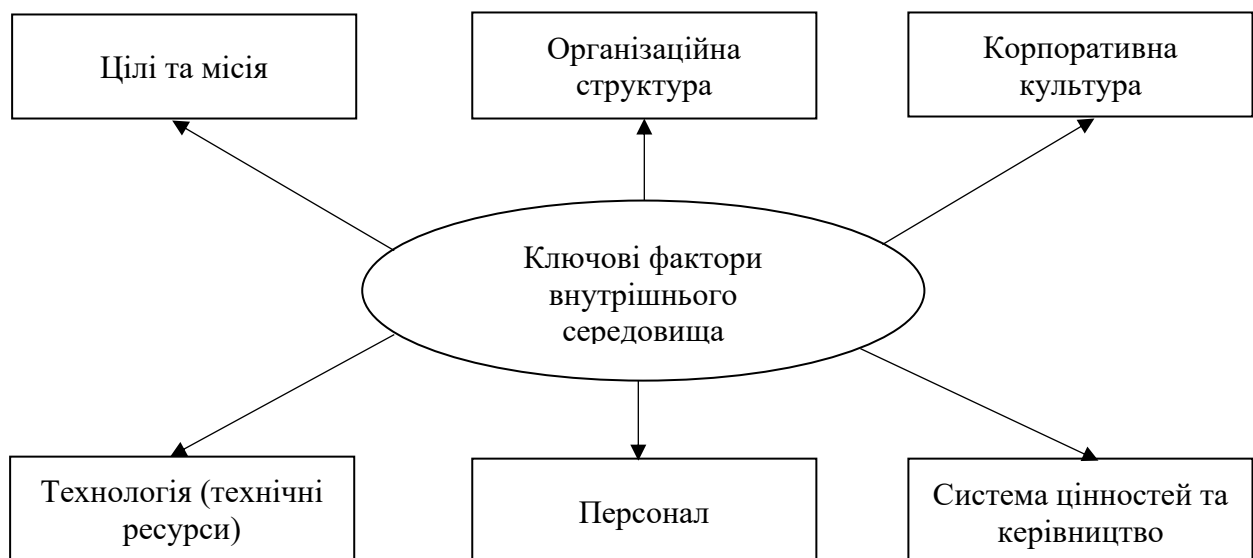 Цілі та місія
Організаційна
структура
Корпоративна
культура
Ключові фактори
внутрішнього
середовища
Технологія (технічні
ресурси)
Персонал
Система цінностей та
керівництво